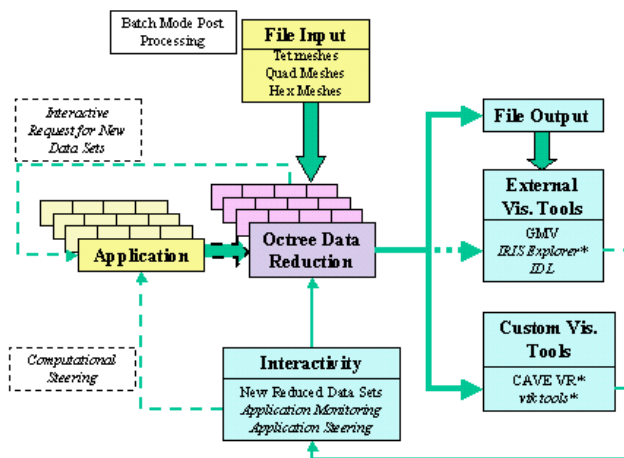 Batch Mode Post
Processing
File Input
Tet meshes
Quad Meshes
Hex Meshes
Interactive
Request for New
Data Sets
File Output
External
Vis. Tools
GMV
IRIS Explorer*
IDL
Application
Octree Data
Reduction
Computational
Steering
Interactivity
New Reduced Data Sets
Application Monitoring
Application Steering
Custom Vis.
Tools
CAVE VR*
vtk tools*